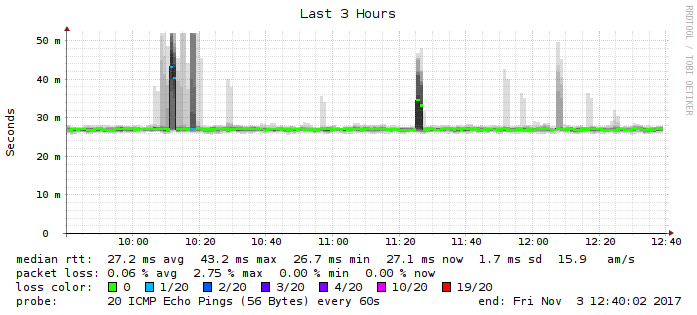 Last 3 Hours
RRDTOOL / TOBI OETIKER
Seconds
50 m
40 m
30 m
20 m
10 m
0
10:00 10:20 10:40 11:00 11:20 11:40 12:00 12:20 12:40
median rtt: 27.2 ms avg 43.2 ms max 26.7 ms min 27.1 ms now 1.7 ms sd 15.9 am/s
packet loss: 0.06 % avg 2.75 % max 0.00 % min 0.00 % now
loss color: 0 1/20 2/20 3/20 4/20 10/20 19/20
probe: 20 ICMP Echo Pings (56 Bytes) every 60s end: Fri Nov 3 12:40:02 2017